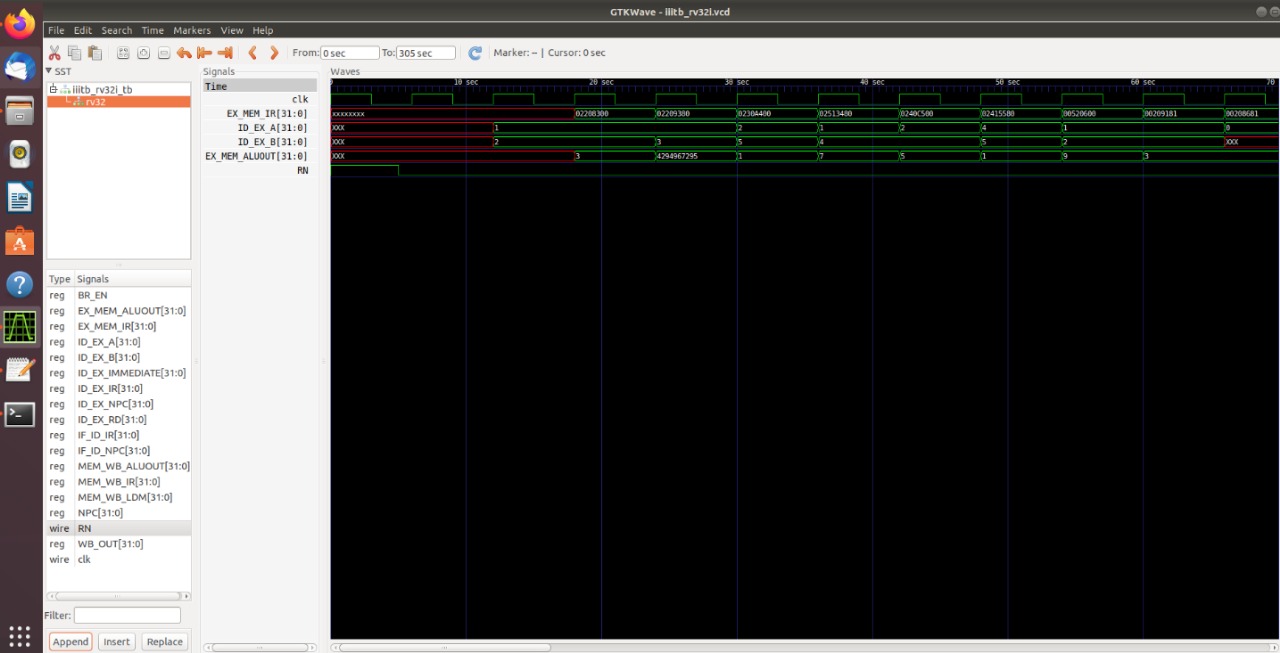 GTKWave - iiitb_rv32i.vcd
File Edit Search Time Markers View Help
From: 0 sec To: 305 sec Marker: -- | Cursor: 0 sec
SST
iiitb_rv32i_tb
rv32
Type Signals
reg BR_EN
reg EX_MEM_ALUOUT[31:0]
reg EX_MEM_IR[31:0]
reg ID_EX_A[31:0]
reg ID_EX_B[31:0]
reg ID_EX_IMMEDIATE[31:0]
reg ID_EX_IR[31:0]
reg ID_EX_NPC[31:0]
reg ID_EX_RD[31:0]
reg IF_ID_IR[31:0]
reg IF_ID_NPC[31:0]
reg MEM_WB_ALUOUT[31:0]
reg MEM_WB_IR[31:0]
reg MEM_WB_LDM[31:0]
reg NPC[31:0]
wire RN
reg WB_OUT[31:0]
wire clk
Filter:
Append Insert Replace
Signals
Time
clk
EX_MEM_IR[31:0]
ID_EX_A[31:0]
ID_EX_B[31:0]
EX_MEM_ALUOUT[31:0]
RN
Waves
10 sec 20 sec 30 sec 40 sec 50 sec 60 sec 70
xxxxxxxx 02208300 02209380 0230A400 02513480 0240C500 02415580 00520600 00209181 00208681
XXX 1 2 1 2 4 1 0
XXX 2 3 5 4 5 2 XXX
XXX 3 4294967295 1 7 5 1 9 3